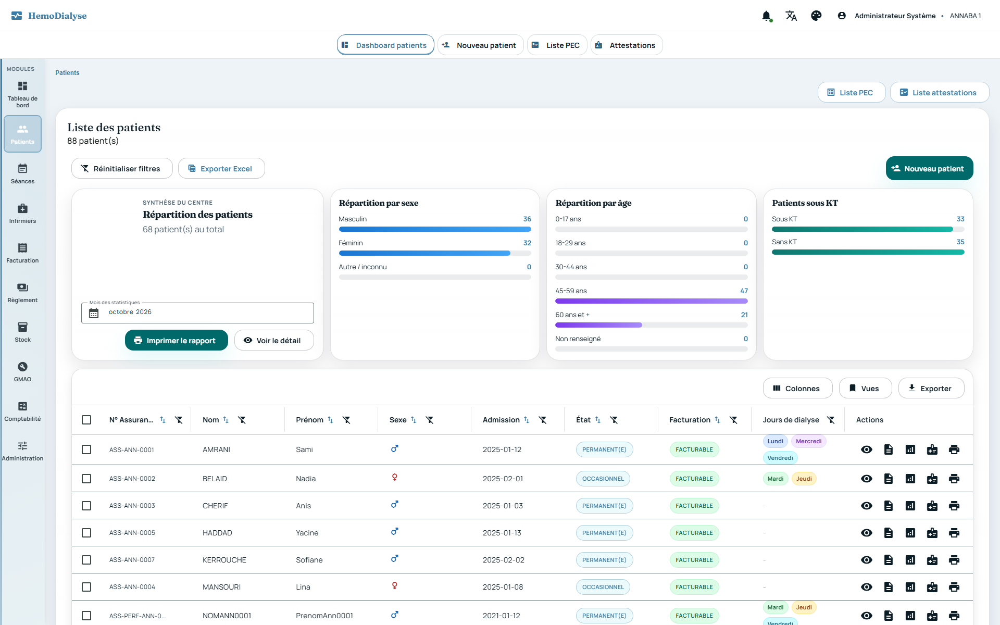 HemoDialyse
Administrateur Système • ANNABA 1
Dashboard patients
Nouveau patient
Liste PEC
Attestations
MODULES
Tableau de
bord
Patients
Séances
Infirmiers
Facturation
Règlement
Stock
GMAO
Comptabilité
Administration
Patients
Liste PEC
Liste attestations
Liste des patients
88 patient(s)
Réinitialiser filtres
Exporter Excel
Nouveau patient
SYNTHÈSE DU CENTRE
Répartition des patients
68 patient(s) au total
Mois des statistiques
octobre 2026
Imprimer le rapport
Voir le détail
Répartition par sexe
Masculin 36
Féminin 32
Autre / inconnu 0
Répartition par âge
0-17 ans 0
18-29 ans 0
30-44 ans 0
45-59 ans 47
60 ans et + 21
Non renseigné 0
Patients sous KT
Sous KT 33
Sans KT 35
Colonnes
Vues
Exporter
N° Assuran... Nom Prénom Sexe Admission État Facturation Jours de dialyse Actions
ASS-ANN-0001 AMRANI Sami 2025-01-12 PERMANENT(E) FACTURABLE Lundi Mercredi
Vendredi
ASS-ANN-0002 BELAID Nadia 2025-02-01 OCCASIONNEL FACTURABLE Mardi Jeudi
ASS-ANN-0003 CHERIF Anis 2025-01-03 PERMANENT(E) FACTURABLE -
ASS-ANN-0005 HADDAD Yacine 2025-01-13 PERMANENT(E) FACTURABLE -
ASS-ANN-0007 KERROUCHE Sofiane 2025-02-02 PERMANENT(E) FACTURABLE -
ASS-ANN-0004 MANSOURI Lina 2025-01-08 OCCASIONNEL FACTURABLE -
ASS-PERF-ANN-0... NOMANN0001 PrenomAnn0001 2021-01-12 PERMANENT(E) FACTURABLE Mardi Jeudi
Vendredi